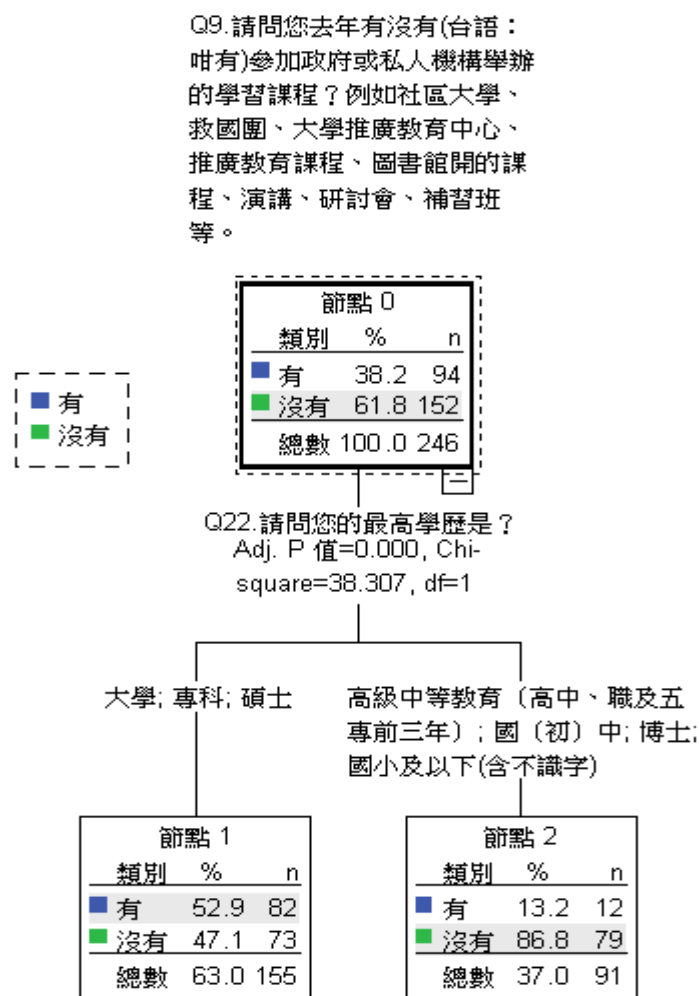 Q9.請問您去年有沒有(台語：
咁有)參加政府或私人機構舉辦
的學習課程？例如社區大學、
救國團、大學推廣教育中心、
推廣教育課程、圖書館開的課
程、演講、研討會、補習班
等。
節點 0
類別 % n
有 38.2 94
沒有 61.8 152
總數 100.0 246
有
沒有
Q22.請問您的最高學歷是？
Adj. P 值=0.000, Chi-
square=38.307, df=1
大學; 專科; 碩士
高級中等教育（高中、職及五
專前三年）; 國（初）中; 博士;
國小及以下(含不識字)
節點 1
類別 % n
有 52.9 82
沒有 47.1 73
總數 63.0 155
節點 2
類別 % n
有 13.2 12
沒有 86.8 79
總數 37.0 91